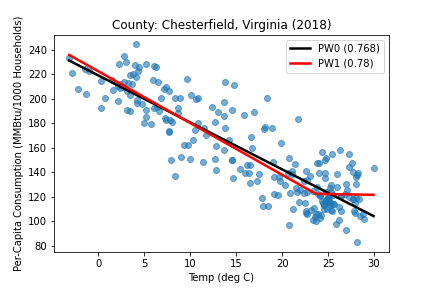 County: Chesterfield, Virginia (2018)
Per-Capita Consumption (MMBtu/1000 Households)
240
220
200
180
160
140
120
100
80
PW0 (0.768)
PW1 (0.78)
0 5 10 15 20 25 30
Temp (deg C)